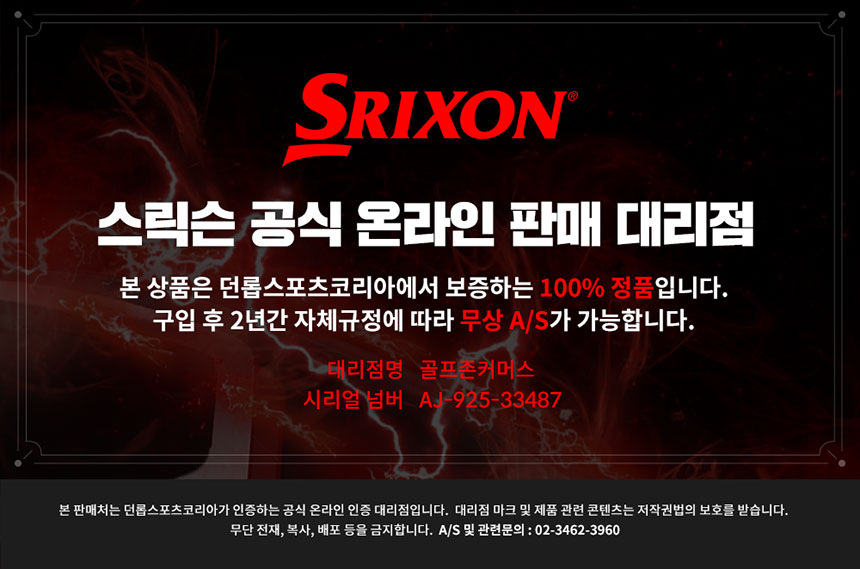 SRIXON®
스릭슨 공식 온라인 판매 대리점
본 상품은 던롭스포츠코리아에서 보증하는 100% 정품입니다.
구입 후 2년간 자체규정에 따라 무상 A/S가 가능합니다.
대리점명 골프존커머스
시리얼 넘버 AJ-925-33487
본 판매처는 던롭스포츠코리아가 인증하는 공식 온라인 인증 대리점입니다. 대리점 마크 및 제품 관련 콘텐츠는 저작권법의 보호를 받습니다.
무단 전재, 복사, 배포 등을 금지합니다. A/S 및 관련문의 : 02-3462-3960